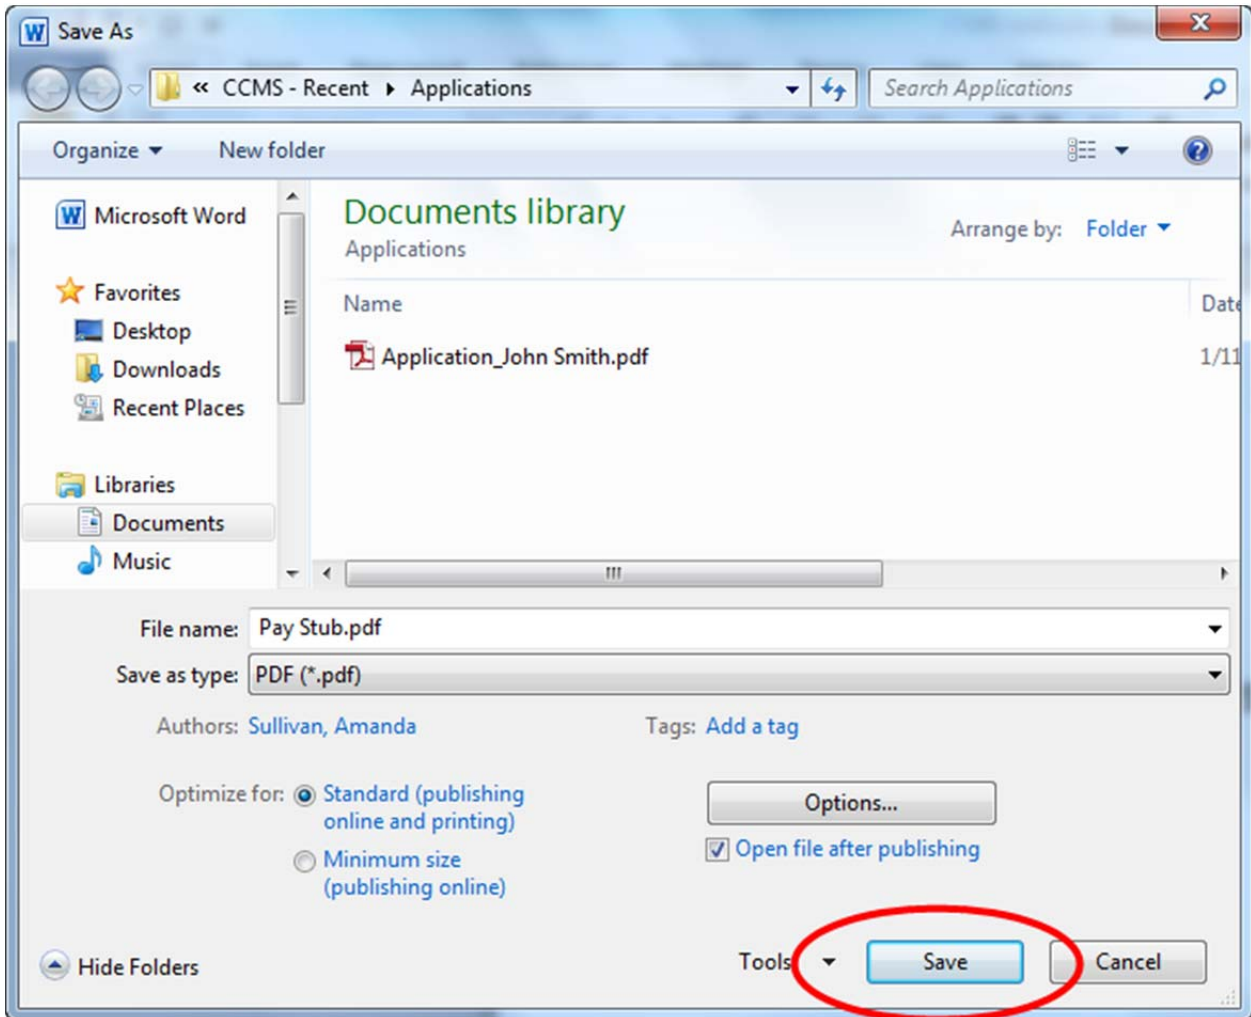 Save As
« CCMS - Recent Applications
Search Applications
Organize
New folder
Microsoft Word
Favorites
Desktop
Downloads
Recent Places
Libraries
Documents
Music
Documents library
Applications
Arrange by: Folder
Name
Date
Application_John Smith.pdf
1/11
File name: Pay Stub.pdf
Save as type: PDF (*.pdf)
Authors: Sullivan, Amanda
Tags: Add a tag
Optimize for: Standard (publishing
online and printing)
Minimum size
(publishing online)
Options...
Open file after publishing
Hide Folders
Tools
Save
Cancel